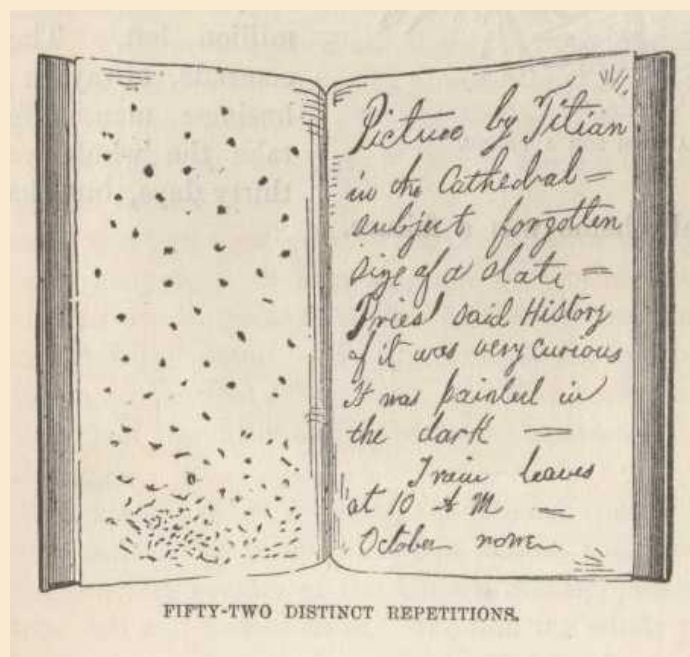 Picture by Titian
in the Cathedral =
subject forgotten
size of a slate =
Priest said History
of it was very curious
It was painted in
the dark =
Train leaves
at 10 A M =
October
FIFTY-TWO DISTINCT REPETITIONS.